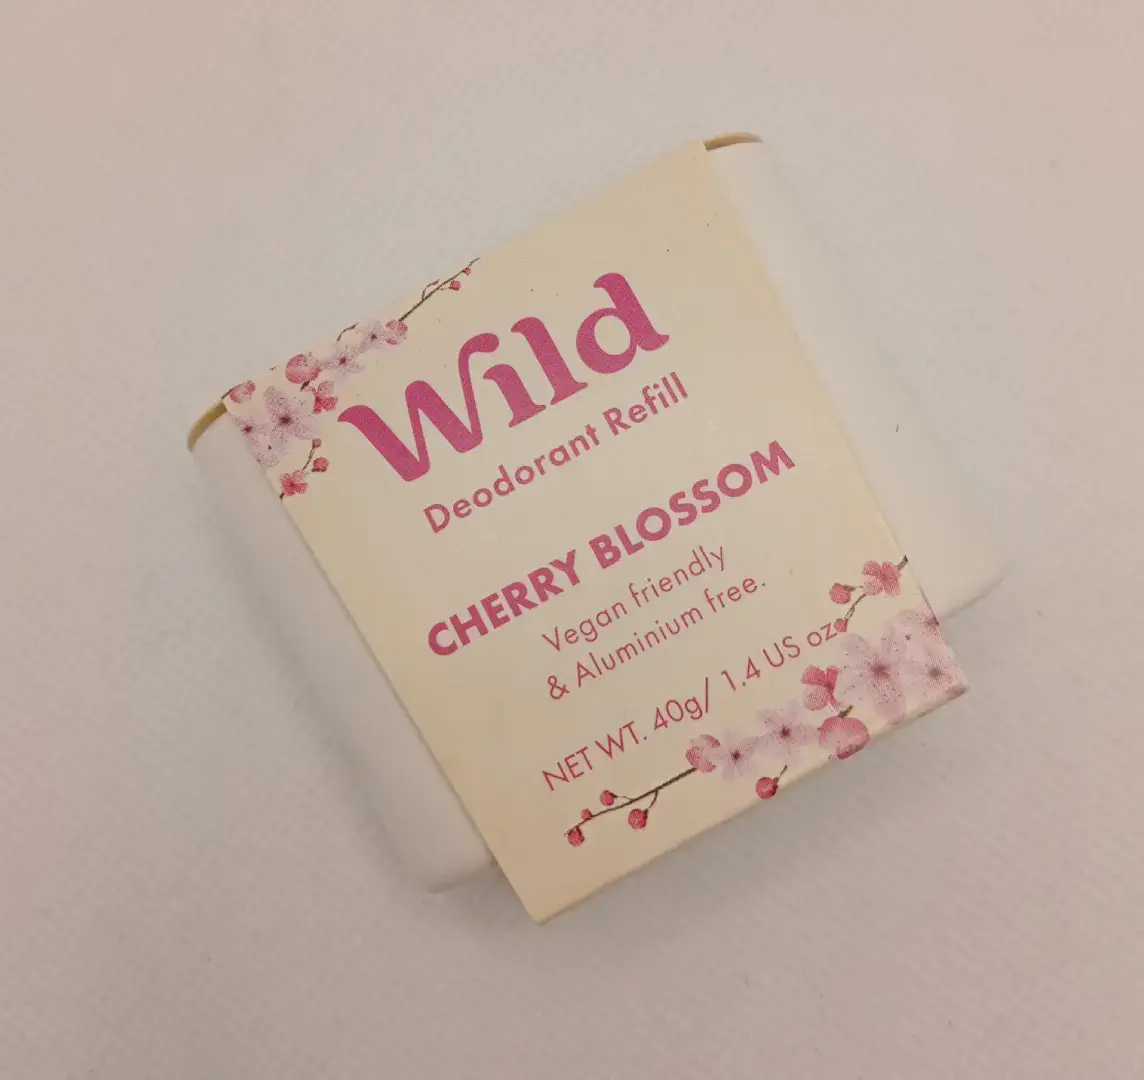 Wild
Deodorant Refill
CHERRY BLOSSOM
Vegan friendly
& Aluminium free.
NET WT. 40g/ 1.4 US oz.